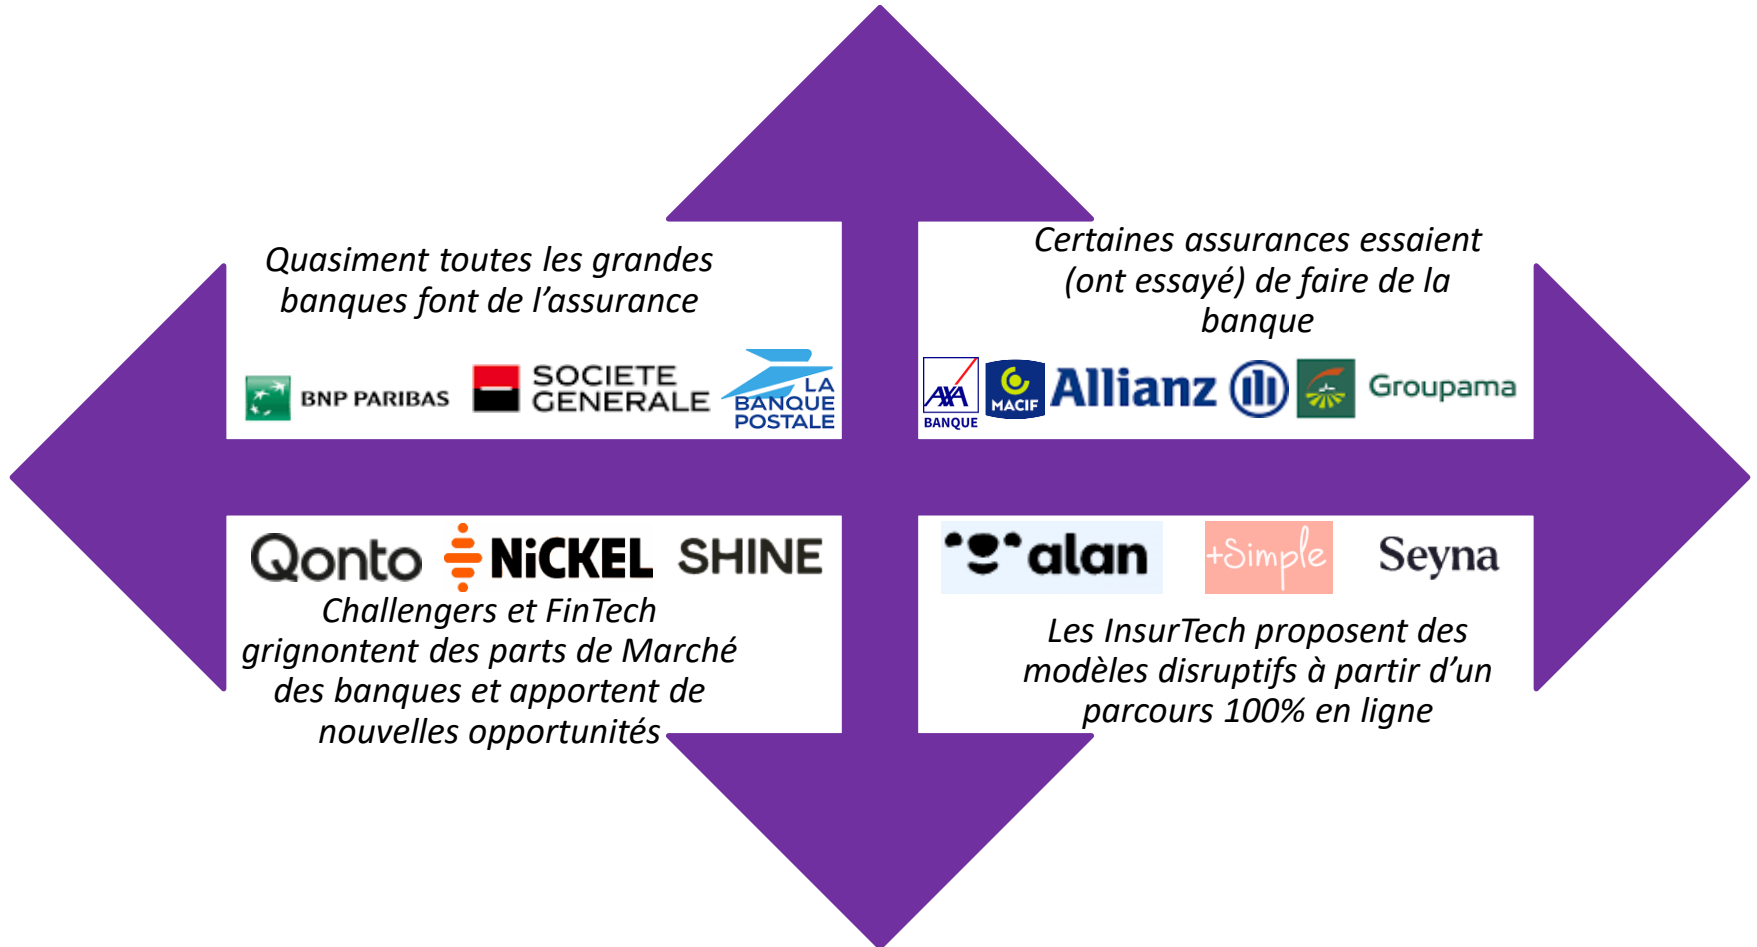 Quasiment toutes les grandes
banques font de l’assurance
BNP PARIBAS
SOCIETE
GENERALE
LA
BANQUE
POSTALE
Certaines assurances essaient
(ont essayé) de faire de la
banque
AXA
BANQUE
MACIF
Allianz
Groupama
Qonto
NiCKEL
SHINE
Challengers et FinTech
grignontent des parts de Marché
des banques et apportent de
nouvelles opportunités
alan
+Simple
Seyna
Les InsurTech proposent des
modèles disruptifs à partir d’un
parcours 100% en ligne